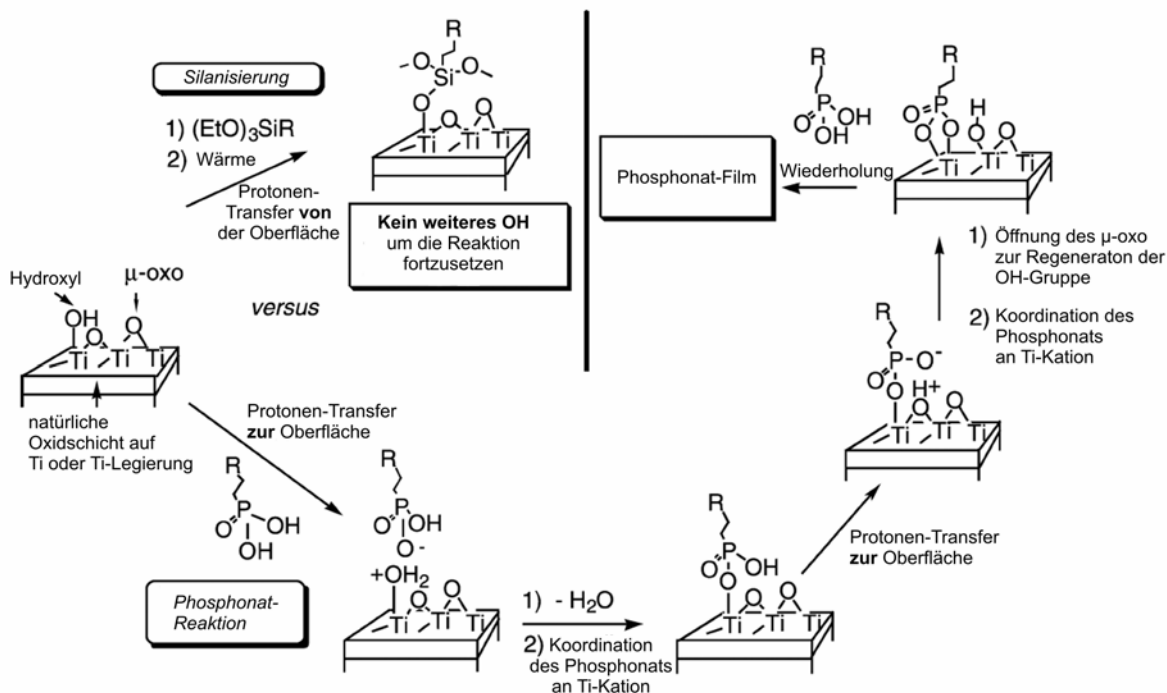 Silanisierung
1) (EtO)3SiR
2) Wärme
Protonen-
Transfer von
der Oberfläche
R
O
Si
O
O
O
O
Ti
Ti
Ti
Kein weiteres OH
um die Reaktion
fortzusetzen
Hydroxyl
μ-oxo
OH
O
O
Ti
Ti
Ti
natürliche
Oxidschicht auf
Ti oder Ti-Legierung
versus
Protonen-Transfer
zur Oberfläche
R
P
O
OH
OH
Phosphonat-
Reaktion
R
P
O
OH
O-
+OH2
O
O
Ti
Ti
Ti
1) - H2O
2) Koordination
des Phosphonats
an Ti-Kation
R
P
O
OH
O
O
O
Ti
Ti
Ti
Protonen-Transfer
zur Oberfläche
R
P
O-
O
O
H+
O
O
Ti
Ti
Ti
1) Öffnung des μ-oxo
zur Regeneraton der
OH-Gruppe
2) Koordination des
Phosphonats
an Ti-Kation
R
O
P
O
O
H
O
O
Ti
Ti
Ti
R
P
O
OH
OH
Wiederholung
Phosphonat-Film